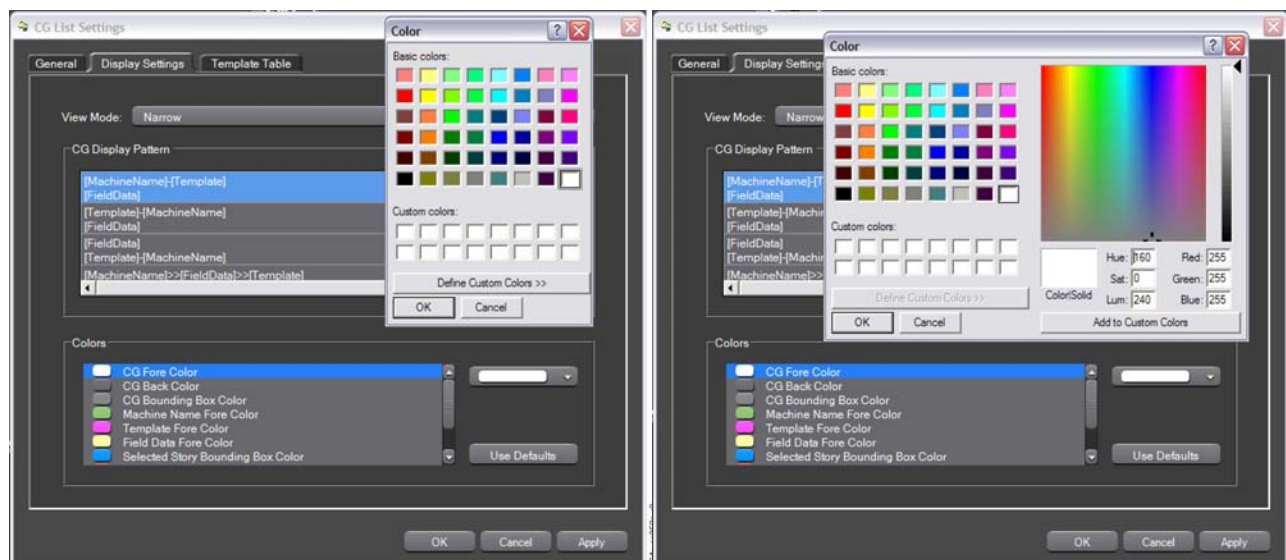 CG List Settings
General
Display Settings
Template Table
View Mode:
Narrow
CG Display Pattern
[MachineName]-[Template]
[FieldData]
[Template]-[MachineName]
[FieldData]
[FieldData]
[Template]-[MachineName]
[MachineName]>>[FieldData]>>[Template]
Colors
CG Fore Color
CG Back Color
CG Bounding Box Color
Machine Name Fore Color
Template Fore Color
Field Data Fore Color
Selected Story Bounding Box Color
Use Defaults
OK
Cancel
Apply
Color
Basic colors:
Custom colors:
Define Custom Colors >>
OK
Cancel
CG List Settings
General
Display Setting
View Mode:
Narrow
CG Display Pattern
[MachineName]-[T
[FieldData]
[Template]-[Machin
[FieldData]
[FieldData]
[Template]-[Machin
[MachineName]>>
Colors
CG Fore Color
CG Back Color
CG Bounding Box Color
Machine Name Fore Color
Template Fore Color
Field Data Fore Color
Selected Story Bounding Box Color
Use Defaults
OK
Cancel
Apply
Color
Basic colors:
Custom colors:
Define Custom Colors >>
OK
Cancel
Color|Solid
Hue: 160
Sat: 0
Lum: 240
Red: 255
Green: 255
Blue: 255
Add to Custom Colors